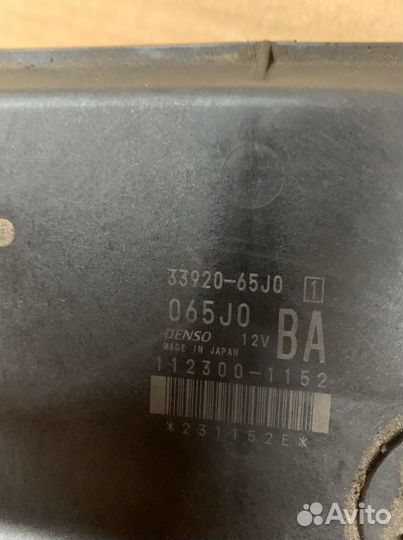 33920-65J0 1
065J0 BA
DENSO 12V
MADE IN JAPAN
112300-1152
*231152E*
Avito